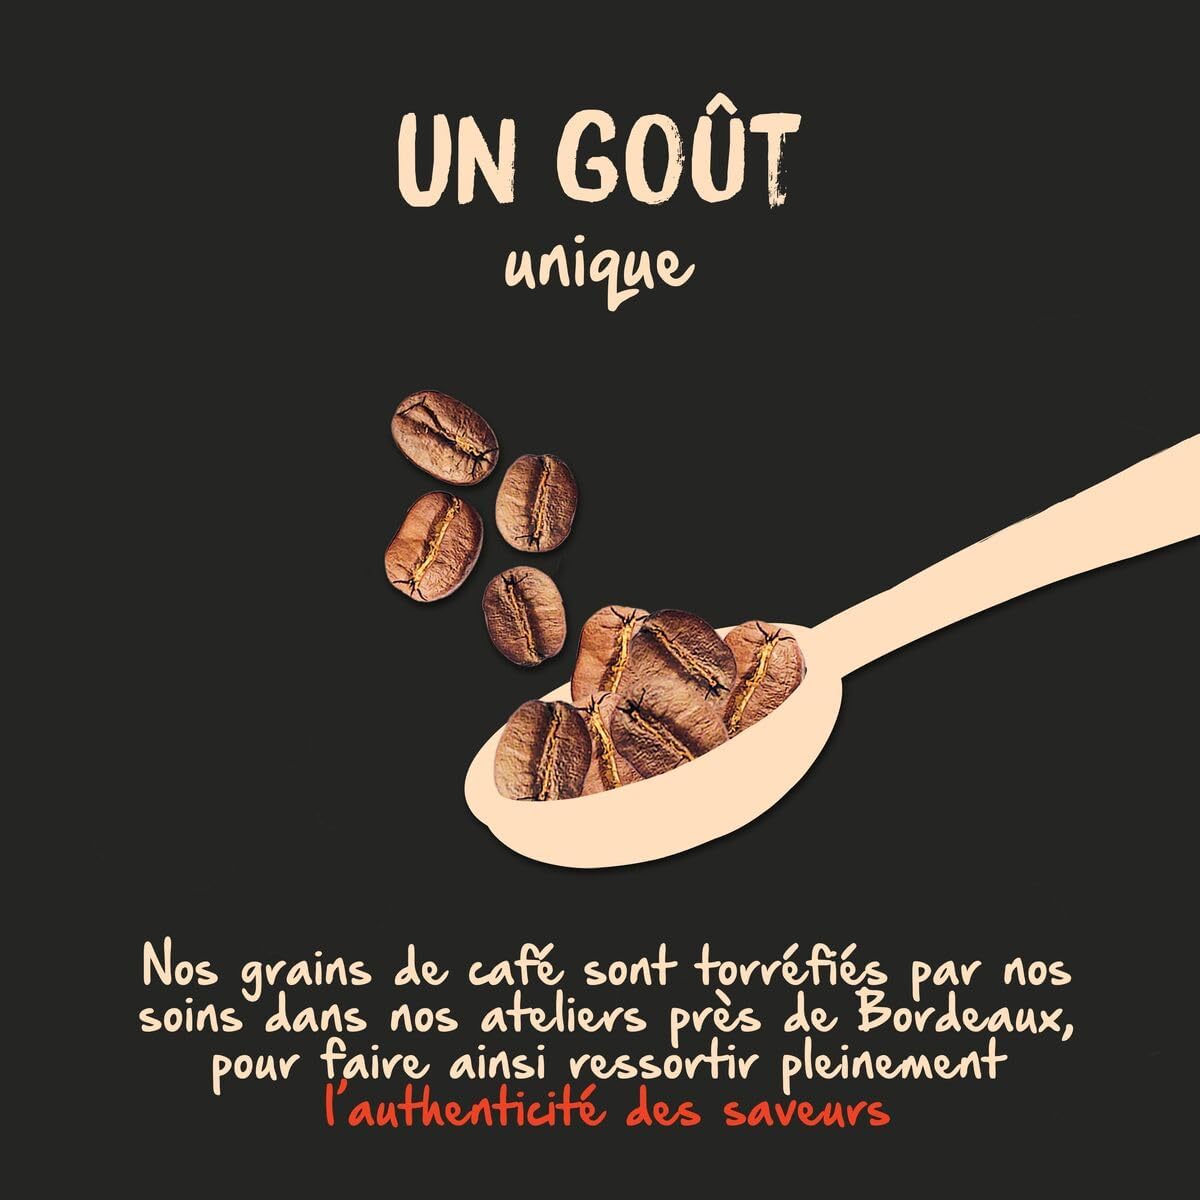 UN GOÛT
unique
Nos grains de café sont torréfiés par nos
soins dans nos ateliers près de Bordeaux,
pour faire ainsi ressortir pleinement
l'authenticité des saveurs